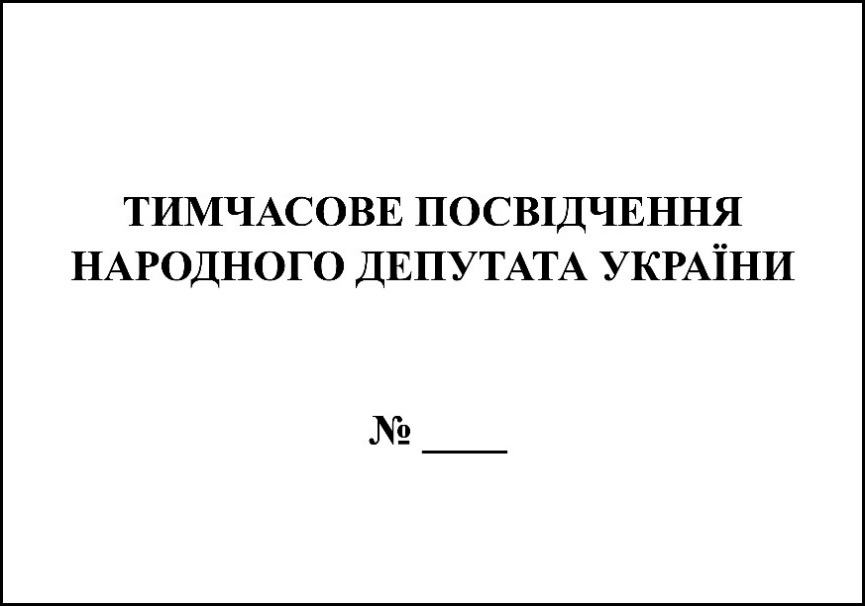 ТИМЧАСОВЕ ПОСВІДЧЕННЯ
НАРОДНОГО ДЕПУТАТА УКРАЇНИ
№ ____